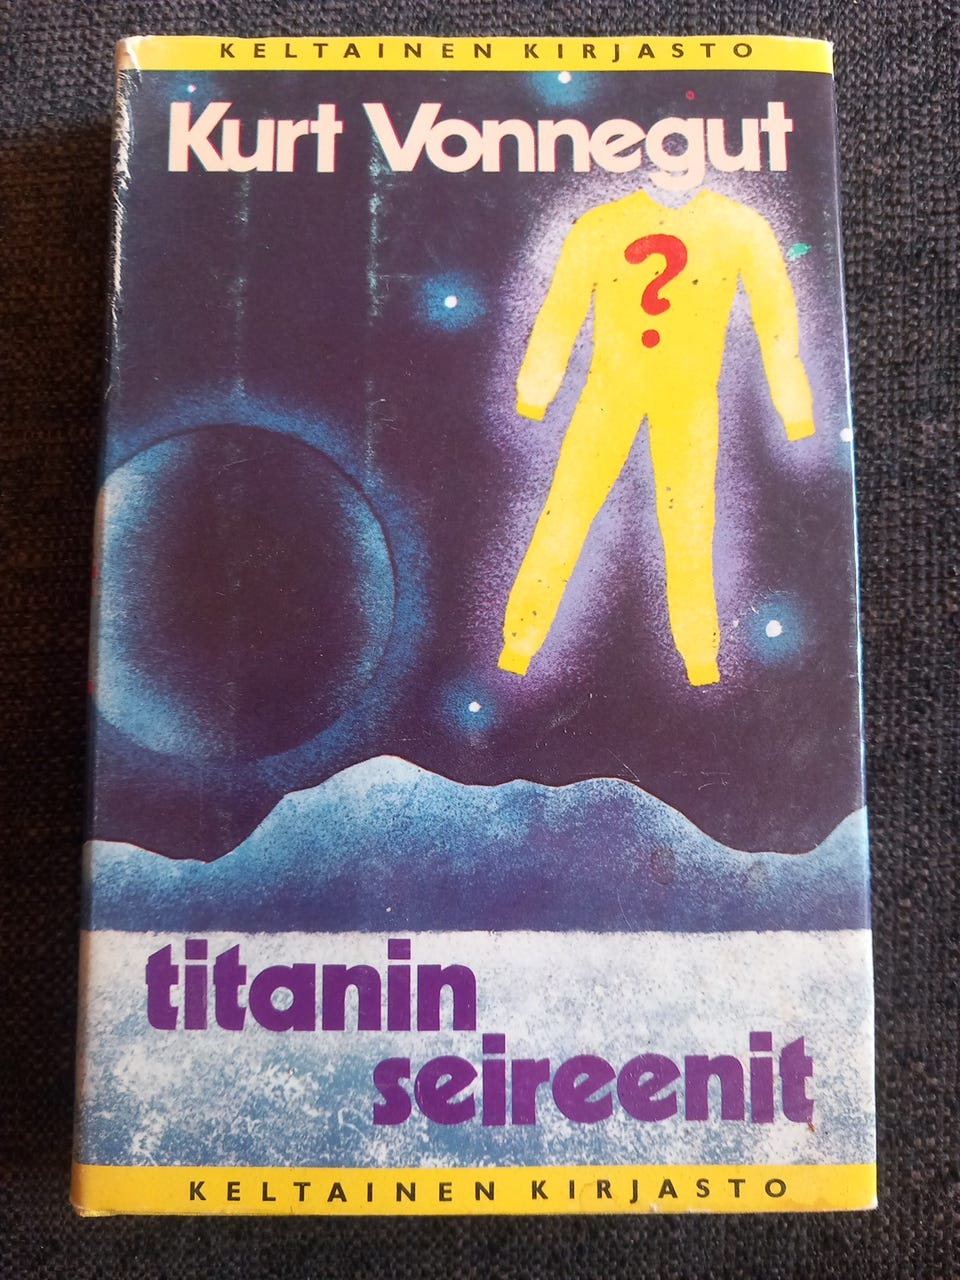 KELTAINEN KIRJASTO
Kurt Vonnegut
?
titanin
seireenit
KELTAINEN KIRJASTO